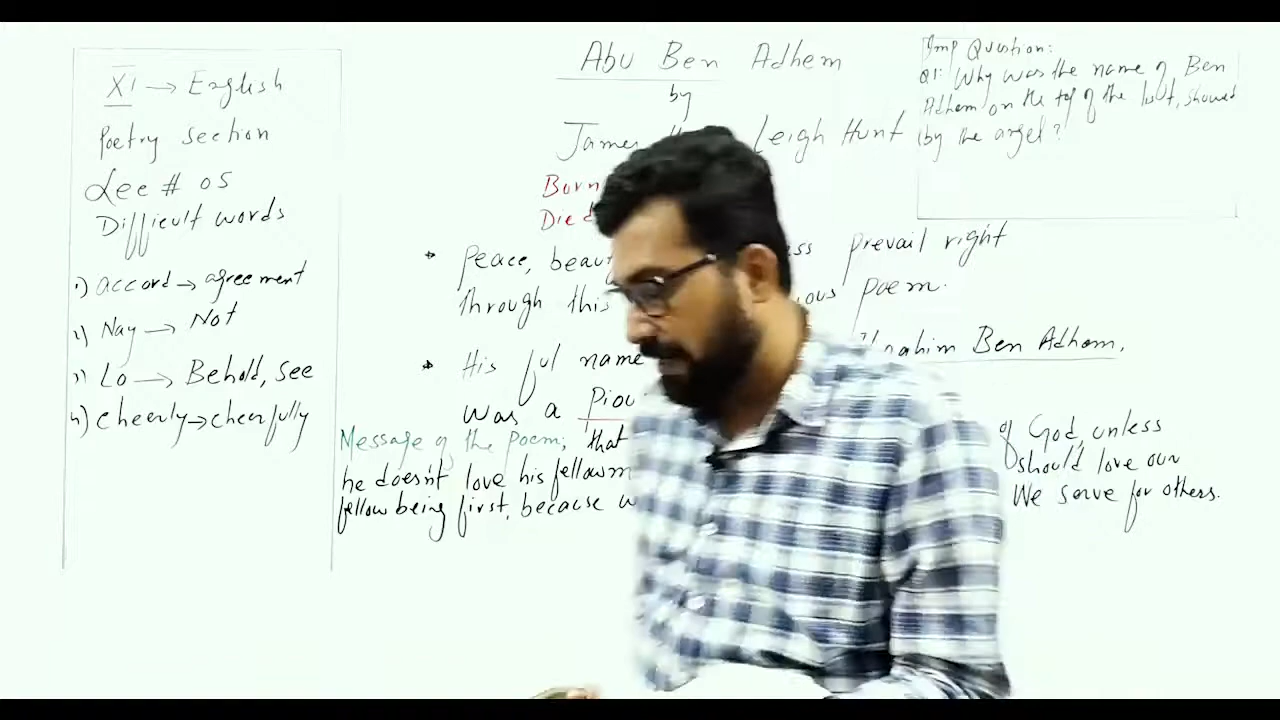 XI → English
Poetry section
Lec # 05
Difficult words
1) accord → agreement
2) Nay → Not
3) Lo → Behold, see
4) cheerly → cheerfully
Abu Ben Adhem
by
James Leigh Hunt
Born
Died
* Peace, prevail right
through this poem.
* His ful name Ibrahim Ben Adhem,
was a
Message of the poem; that of God, unless
he doesn't love his should love our
fellow being first, because We serve for others.
Imp Question:
Q1: Why was the name of Ben
Adhem on the top of the list, showed
by the angel?